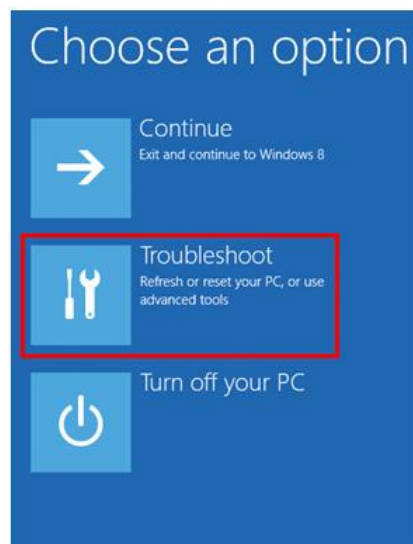 Choose an option
Continue
Exit and continue to Windows 8
Troubleshoot
Refresh or reset your PC, or use
advanced tools
Turn off your PC